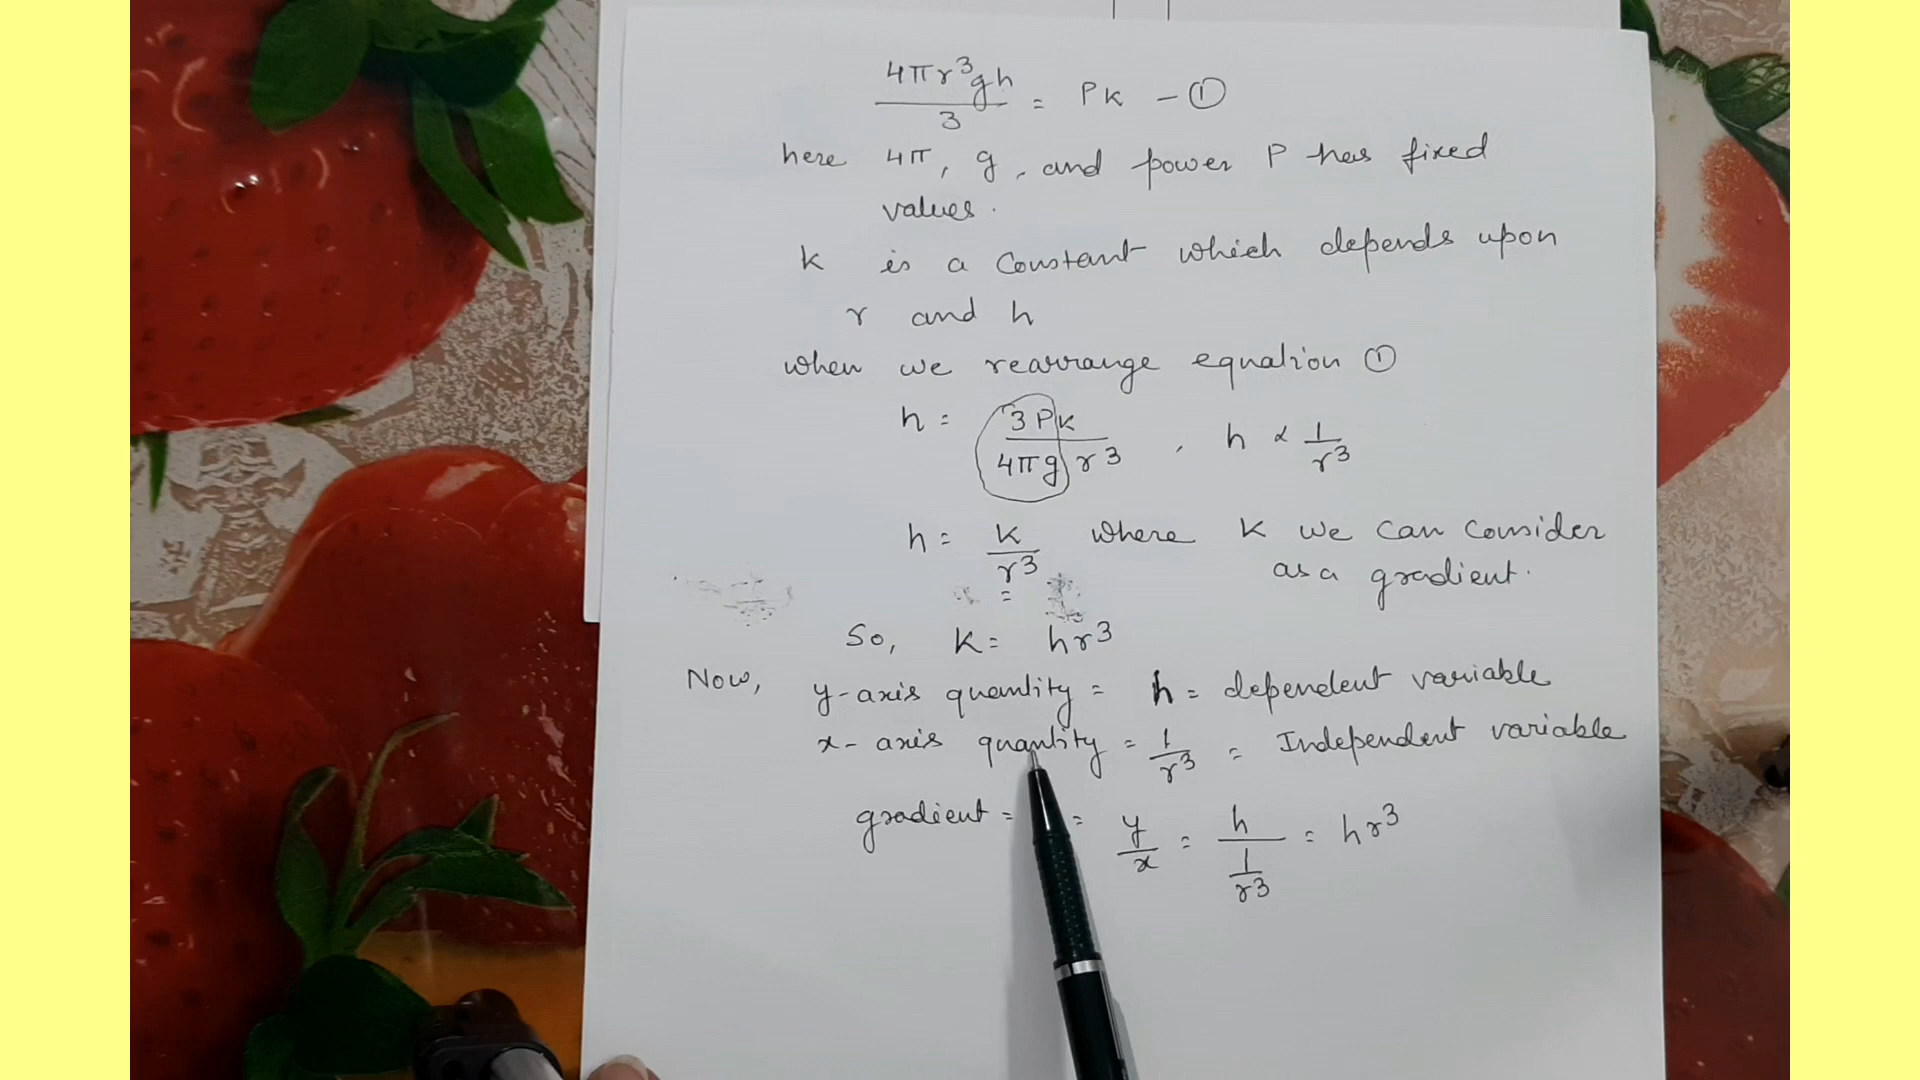 4πr³gh / 3 = Pk - ①
here 4π, g, and power P has fixed
values.
k is a constant which depends upon
r and h
when we rearrange equation ①
h = 3Pk / 4πg r³ , h ∝ 1/r³
h = k / r³ where k we can consider
as a gradient.
So, k = hr³
Now, y-axis quantity = h = dependent variable
x-axis quantity = 1/r³ = Independent variable
gradient = = y/x = h / (1/r³) = hr³